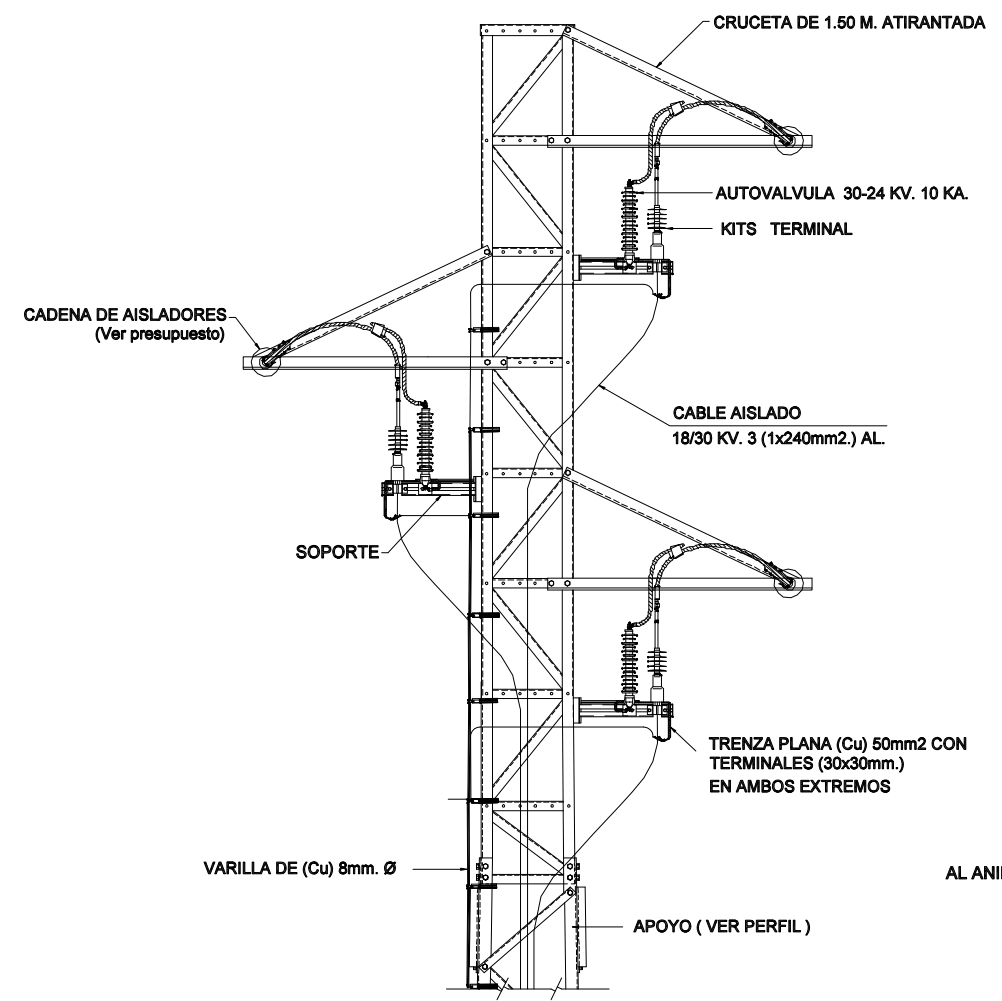 CRUCETA DE 1.50 M. ATIRANTADA
AUTOVALVULA 30-24 KV. 10 KA.
KITS TERMINAL
CADENA DE AISLADORES
(Ver presupuesto)
CABLE AISLADO
18/30 KV. 3 (1x240mm2.) AL.
SOPORTE
TRENZA PLANA (Cu) 50mm2 CON
TERMINALES (30x30mm.)
EN AMBOS EXTREMOS
VARILLA DE (Cu) 8mm. Ø
AL ANI
APOYO ( VER PERFIL )